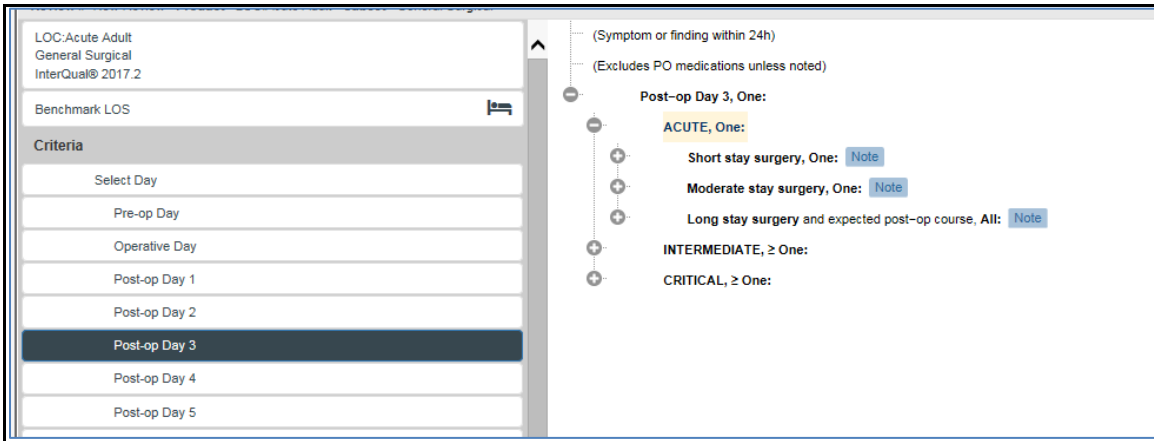 LOC:Acute Adult
General Surgical
InterQual® 2017.2
Benchmark LOS
Criteria
Select Day
Pre-op Day
Operative Day
Post-op Day 1
Post-op Day 2
Post-op Day 3
Post-op Day 4
Post-op Day 5
(Symptom or finding within 24h)
(Excludes PO medications unless noted)
Post-op Day 3, One:
ACUTE, One:
Short stay surgery, One: Note
Moderate stay surgery, One: Note
Long stay surgery and expected post-op course, All: Note
INTERMEDIATE, ≥ One:
CRITICAL, ≥ One: